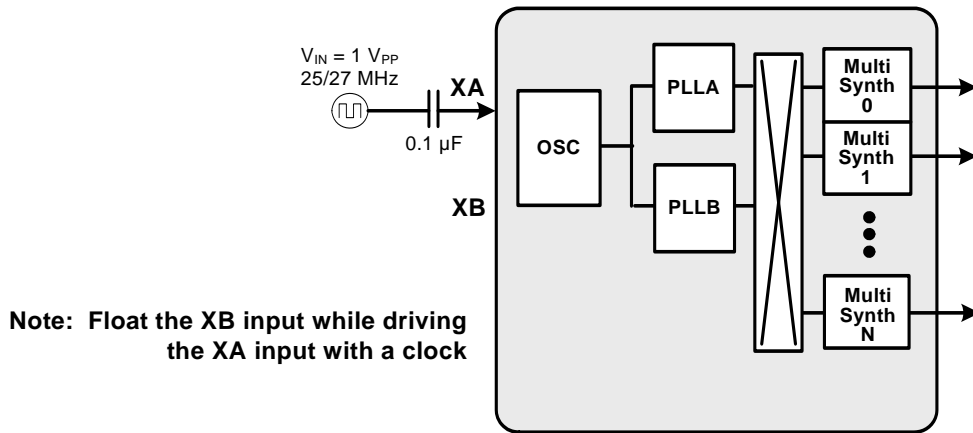 V_IN = 1 V_PP
25/27 MHz
XA
0.1 µF
XB
OSC
PLLA
PLLB
Multi
Synth
0
Multi
Synth
1
Multi
Synth
N
Note: Float the XB input while driving
the XA input with a clock